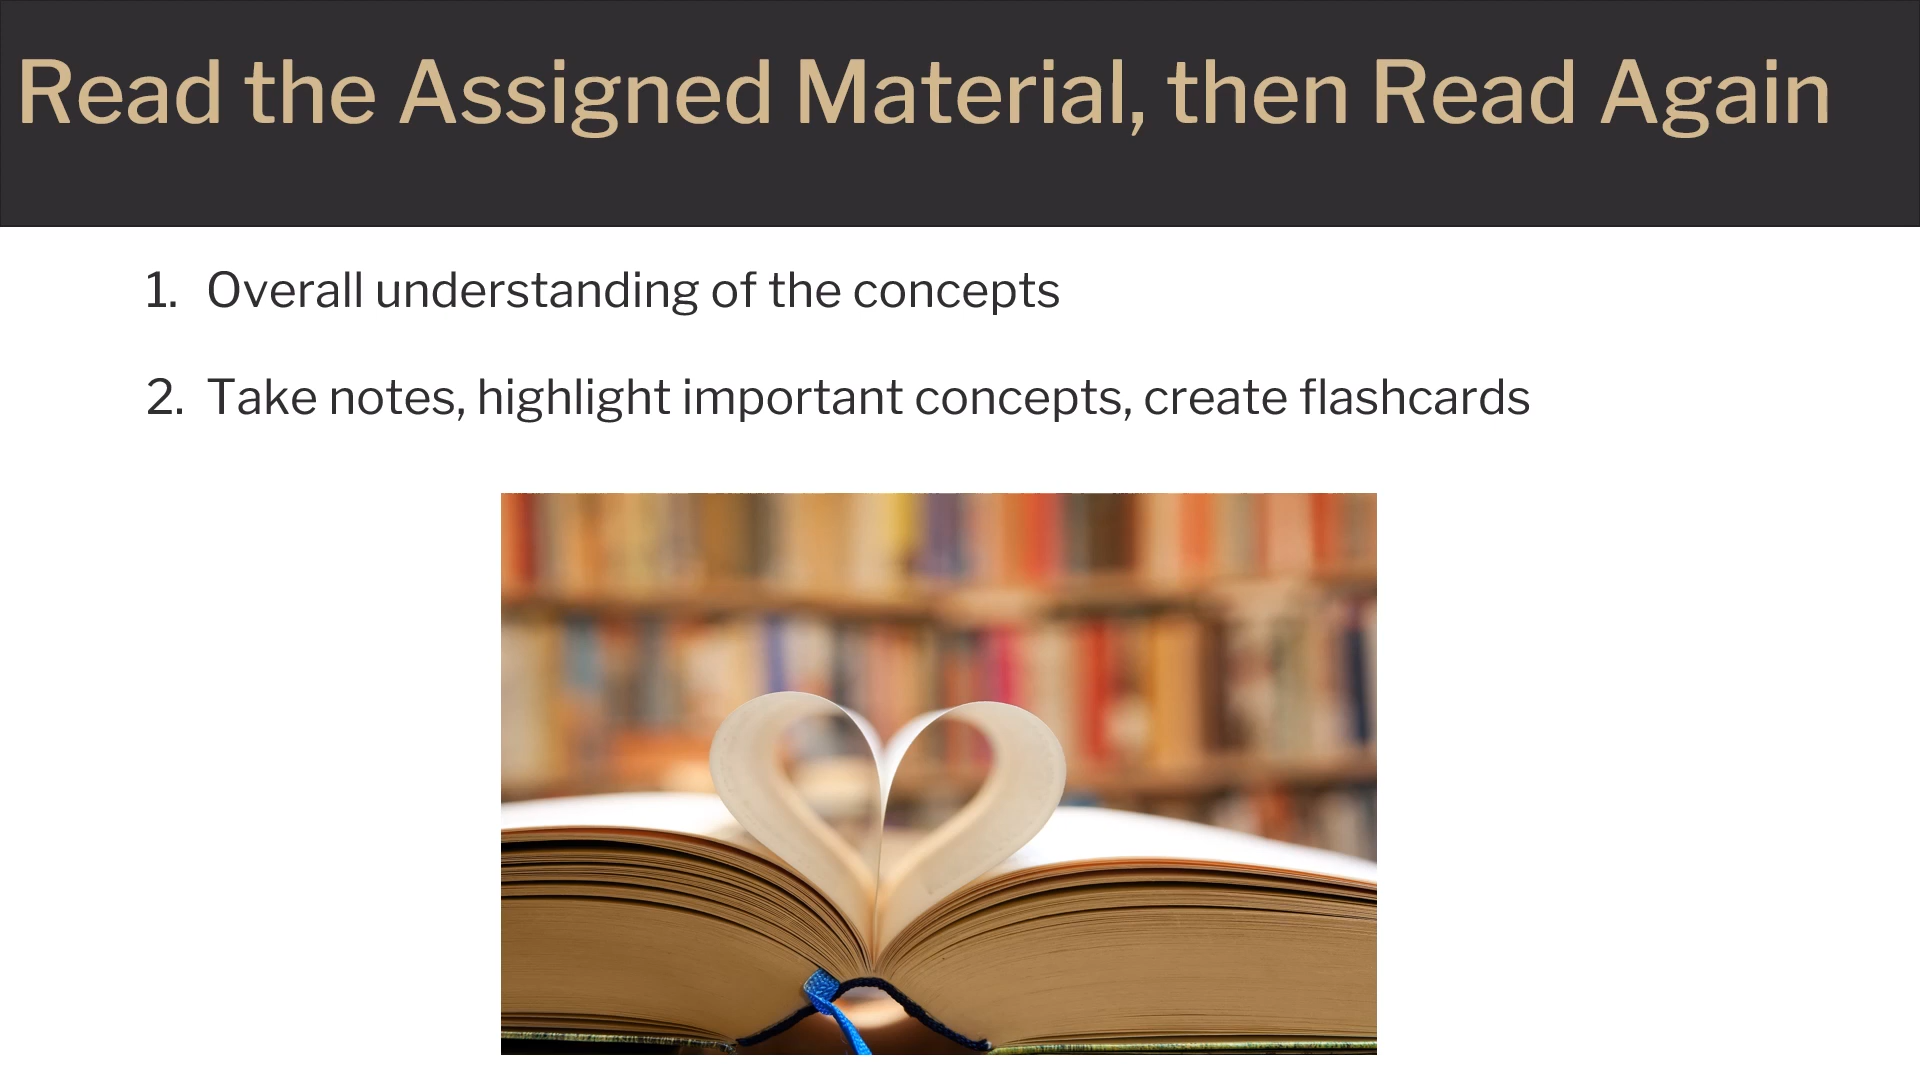 Read the Assigned Material, then Read Again
1. Overall understanding of the concepts
2. Take notes, highlight important concepts, create flashcards